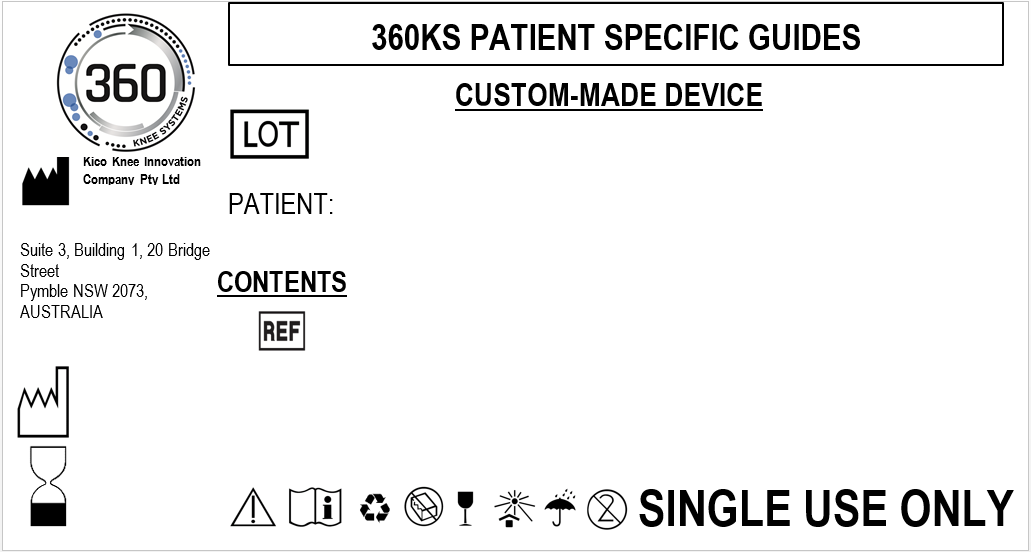 360KS PATIENT SPECIFIC GUIDES
360
KNEE SYSTEMS
CUSTOM-MADE DEVICE
LOT
Kico Knee Innovation
Company Pty Ltd
PATIENT:
Suite 3, Building 1, 20 Bridge
Street
Pymble NSW 2073,
AUSTRALIA
CONTENTS
REF
2
SINGLE USE ONLY